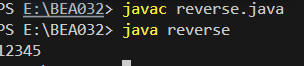 PS E:\BEA032> javac reverse.java
PS E:\BEA032> java reverse
12345